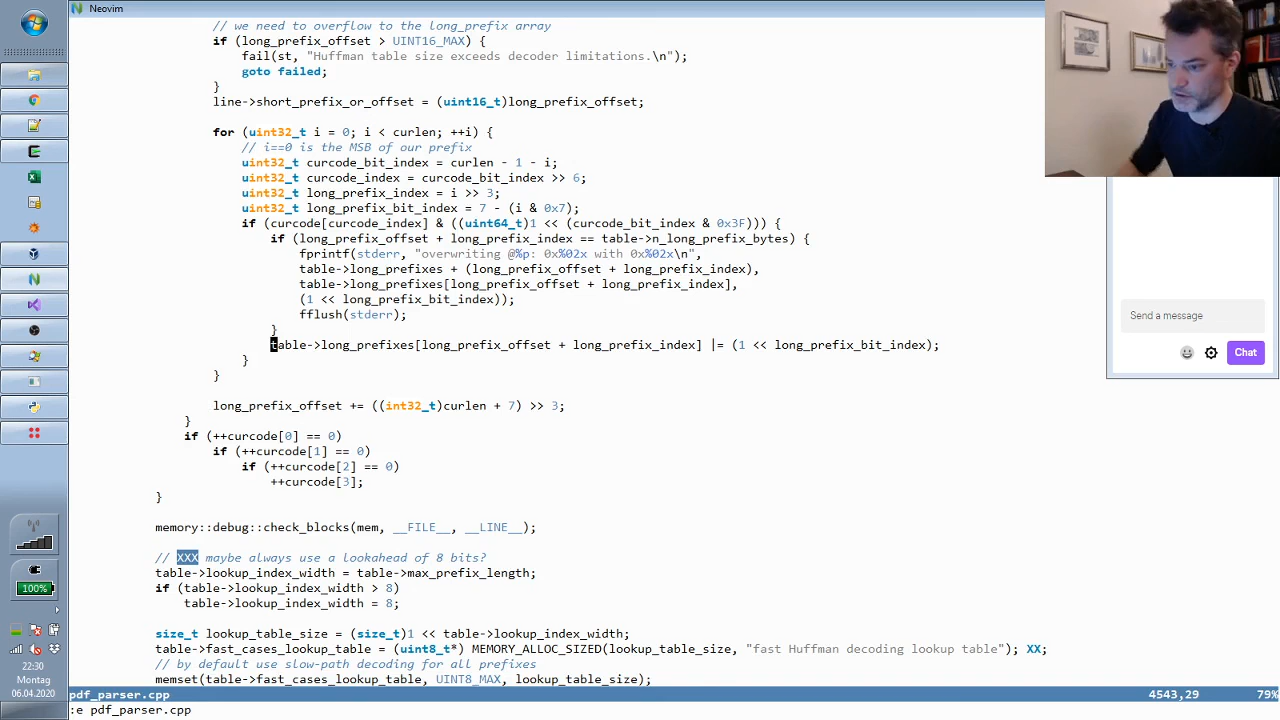 Neovim
// we need to overflow to the long_prefix array
if (long_prefix_offset > UINT16_MAX) {
fail(st, "Huffman table size exceeds decoder limitations.\n");
goto failed;
}
line->short_prefix_or_offset = (uint16_t)long_prefix_offset;
for (uint32_t i = 0; i < curlen; ++i) {
// i==0 is the MSB of our prefix
uint32_t curcode_bit_index = curlen - 1 - i;
uint32_t curcode_index = curcode_bit_index >> 6;
uint32_t long_prefix_index = i >> 3;
uint32_t long_prefix_bit_index = 7 - (i & 0x7);
if (curcode[curcode_index] & ((uint64_t)1 << (curcode_bit_index & 0x3F))) {
if (long_prefix_offset + long_prefix_index == table->n_long_prefix_bytes) {
fprintf(stderr, "overwriting @%p: 0x%02x with 0x%02x\n",
table->long_prefixes + (long_prefix_offset + long_prefix_index),
table->long_prefixes[long_prefix_offset + long_prefix_index],
(1 << long_prefix_bit_index));
fflush(stderr);
}
table->long_prefixes[long_prefix_offset + long_prefix_index] |= (1 << long_prefix_bit_index);
}
}
long_prefix_offset += ((int32_t)curlen + 7) >> 3;
}
if (++curcode[0] == 0)
if (++curcode[1] == 0)
if (++curcode[2] == 0)
++curcode[3];
}
memory::debug::check_blocks(mem, __FILE__, __LINE__);
// XXX maybe always use a lookahead of 8 bits?
table->lookup_index_width = table->max_prefix_length;
if (table->lookup_index_width > 8)
table->lookup_index_width = 8;
size_t lookup_table_size = (size_t)1 << table->lookup_index_width;
table->fast_cases_lookup_table = (uint8_t*) MEMORY_ALLOC_SIZED(lookup_table_size, "fast Huffman decoding lookup table"); XX;
// by default use slow-path decoding for all prefixes
memset(table->fast_cases_lookup_table, UINT8_MAX, lookup_table_size);
pdf_parser.cpp 4543,29 79%
:e pdf_parser.cpp
Send a message
Chat
100%
22:30
Montag
06.04.2020